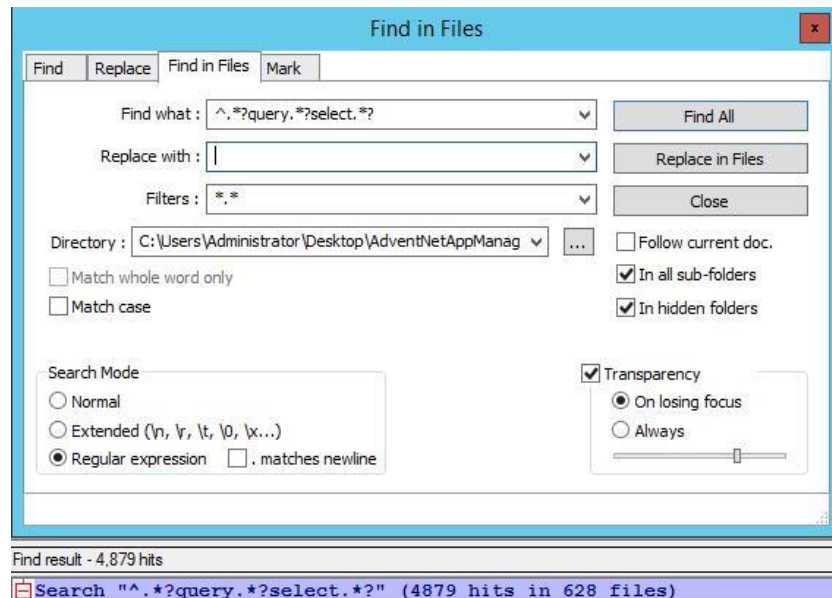 Find in Files
x
Find Replace Find in Files Mark
Find what : ^.*?query.*?select.*? Find All
Replace with : Replace in Files
Filters : *.* Close
Directory : C:\Users\Administrator\Desktop\AdventNetAppManag ... Follow current doc.
Match whole word only In all sub-folders
Match case In hidden folders
Search Mode Transparency
Normal On losing focus
Extended (\n, \r, \t, \0, \x...) Always
Regular expression . matches newline
Find result - 4,879 hits
Search "^.*?query.*?select.*?" (4879 hits in 628 files)